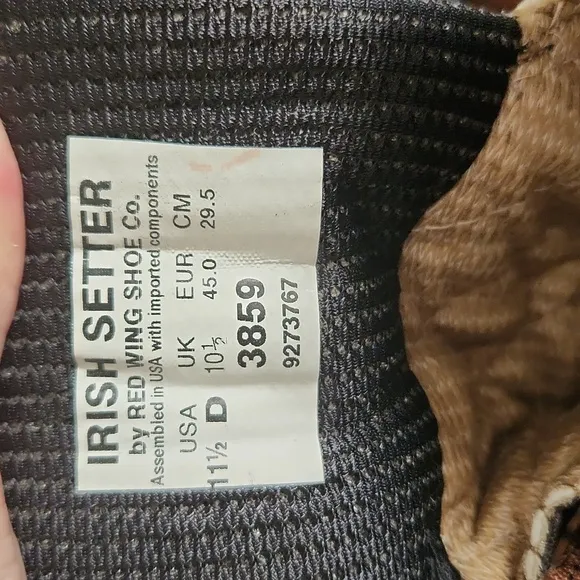 IRISH SETTER
by RED WING SHOE Co.
Assembled in USA with imported components
USA UK EUR CM
11½ D 10½ 45.0 29.5
3859
9273767